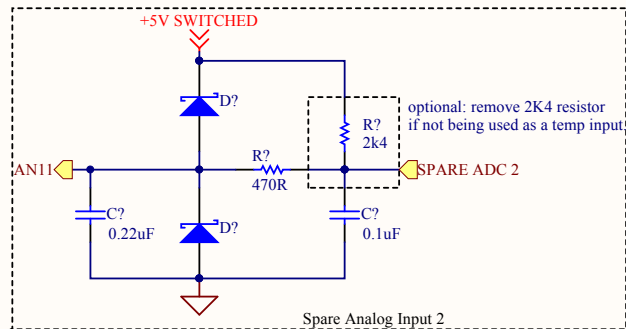 +5V SWITCHED
D?
optional: remove 2K4 resistor
if not being used as a temp input
R?
2k4
AN11
R?
470R
SPARE ADC 2
C?
0.22uF
D?
C?
0.1uF
Spare Analog Input 2